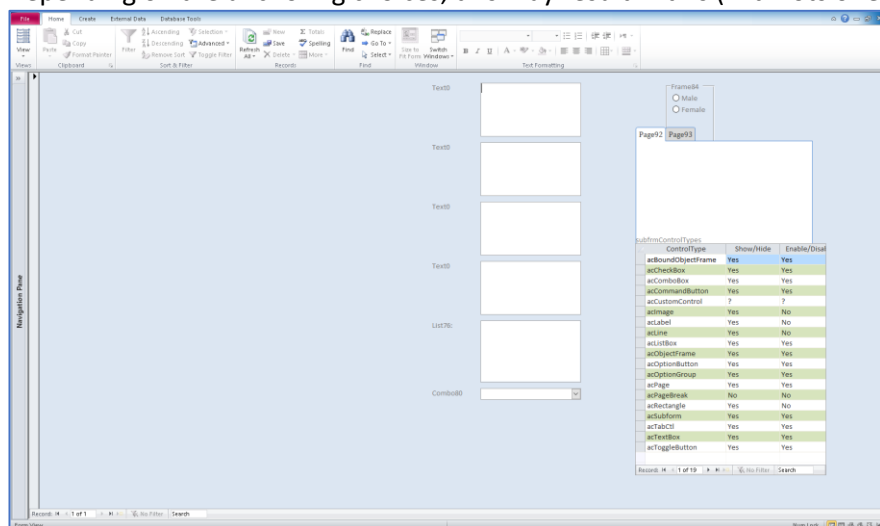 File Home Create External Data Database Tools
View Paste Cut Copy Format Painter
Filter Ascending Descending Remove Sort Selection Advanced Toggle Filter
Refresh All New Save Delete Totals Spelling More
Find Replace Go To Select
Size to Fit Form Switch Windows
Views Clipboard Sort & Filter Records Find Window Text Formatting
Navigation Pane
Text0
Text0
Text0
Text0
List78:
Combo80
Frame84
Male
Female
Page92 Page93
subfrmControlTypes
ControlType Show/Hide Enable/Disal
acBoundObjectFrame Yes Yes
acCheckBox Yes Yes
acComboBox Yes Yes
acCommandButton Yes Yes
acCustomControl ? ?
acImage Yes No
acLabel Yes No
acLine Yes No
acListBox Yes Yes
acObjectFrame Yes Yes
acOptionButton Yes Yes
acOptionGroup Yes Yes
acPage Yes Yes
acPageBreak No No
acRectangle Yes No
acSubform Yes Yes
acTabCtl Yes Yes
acTextBox Yes Yes
acToggleButton Yes Yes
Record: 1 of 19 No Filter Search
Record: 1 of 1 No Filter Search
Form View Num Lock